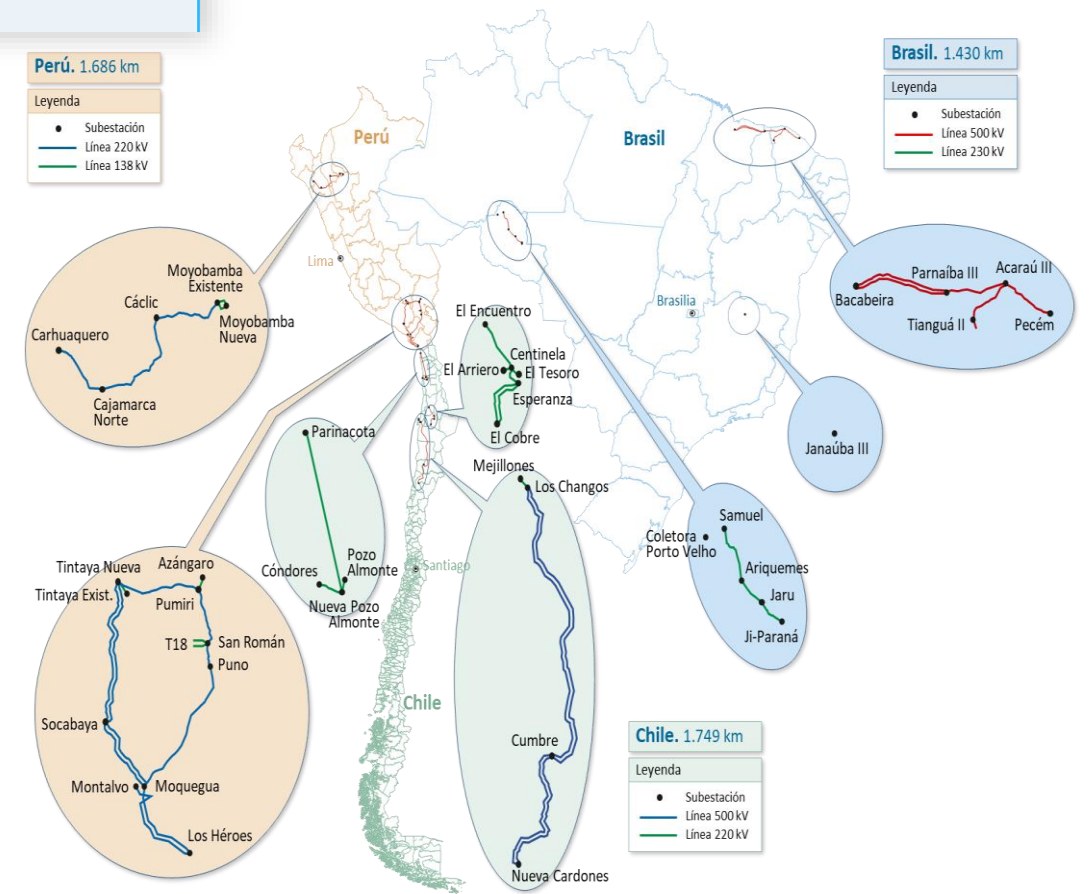 Perú. 1.686 km
Leyenda
Subestación
Línea 220 kV
Línea 138 kV
Brasil. 1.430 km
Leyenda
Subestación
Línea 500 kV
Línea 230 kV
Perú
Brasil
Lima
Brasilia
Santiago
Chile
Moyobamba
Existente
Cáclic
Moyobamba
Nueva
Carhuaquero
Cajamarca
Norte
El Encuentro
Centinela
El Arriero
El Tesoro
Esperanza
El Cobre
Parnaíba III
Acaraú III
Bacabeira
Tianguá II
Pecém
Janaúba III
Parinacota
Pozo
Almonte
Cóndores
Nueva Pozo
Almonte
Mejillones
Los Changos
Cumbre
Nueva Cardones
Samuel
Coletora
Porto Velho
Ariquemes
Jaru
Ji-Paraná
Tintaya Nueva
Azángaro
Tintaya Exist.
Pumiri
T18
San Román
Puno
Socabaya
Montalvo
Moquegua
Los Héroes
Chile. 1.749 km
Leyenda
Subestación
Línea 500 kV
Línea 220 kV